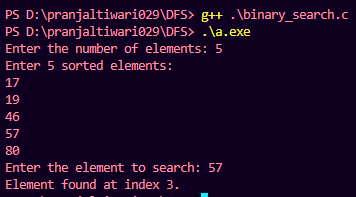 PS D:\pranjaltiwari029\DFS> g++ .\binary_search.c
PS D:\pranjaltiwari029\DFS> .\a.exe
Enter the number of elements: 5
Enter 5 sorted elements:
17
19
46
57
80
Enter the element to search: 57
Element found at index 3.